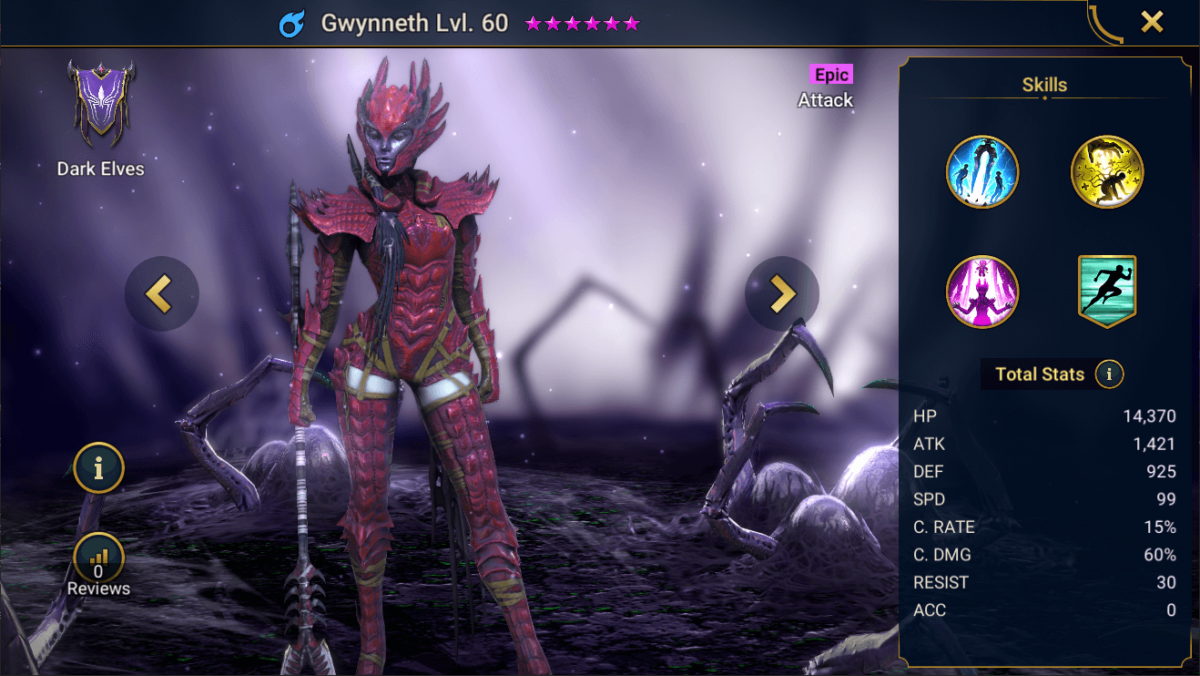 Gwynneth Lvl. 60
Epic
Attack
Dark Elves
0
Reviews
Skills
Total Stats i
HP 14,370
ATK 1,421
DEF 925
SPD 99
C. RATE 15%
C. DMG 60%
RESIST 30
ACC 0